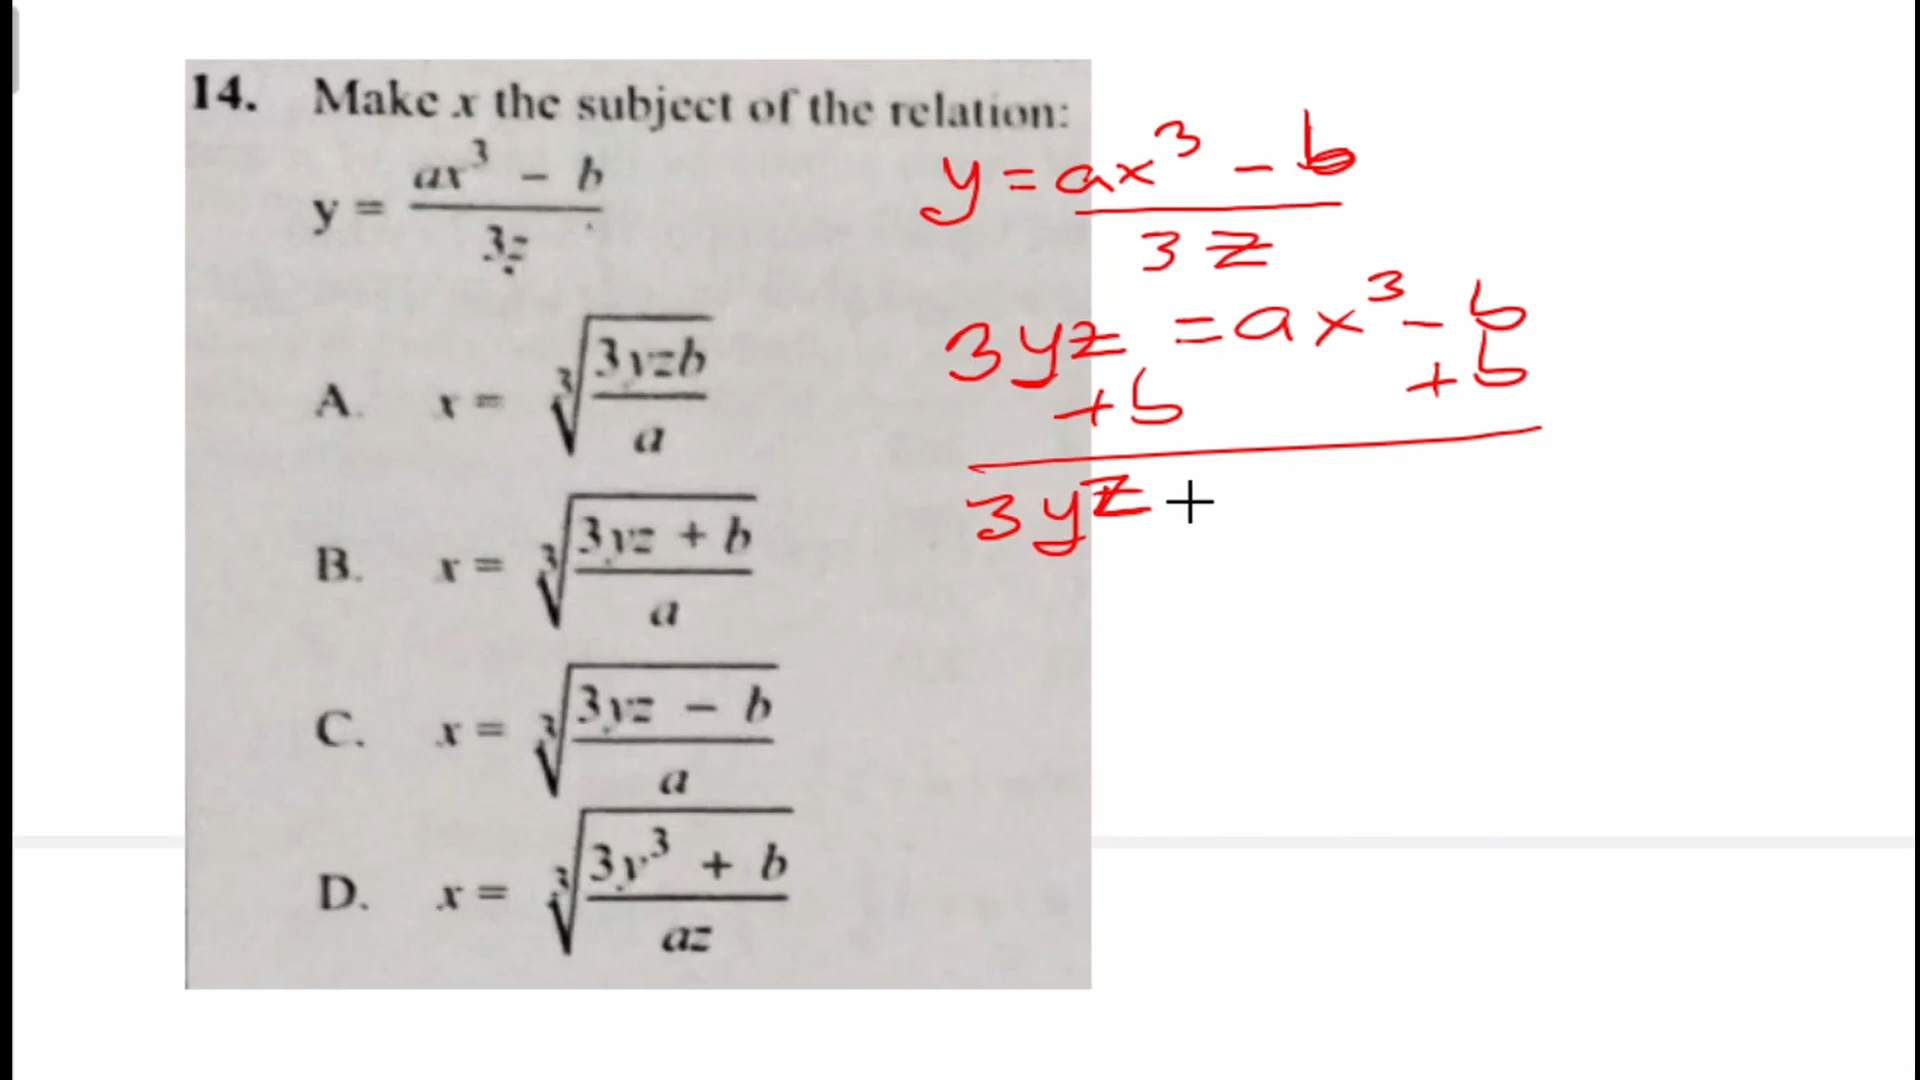 14. Make x the subject of the relation:
y = ax³ - b / 3z
A. x = ∛(3yzb / a)
B. x = ∛(3yz + b / a)
C. x = ∛(3yz - b / a)
D. x = ∛(3y³ + b / az)
y = ax³ - b
3z
3yz = ax³ - b
+b +b
3yz